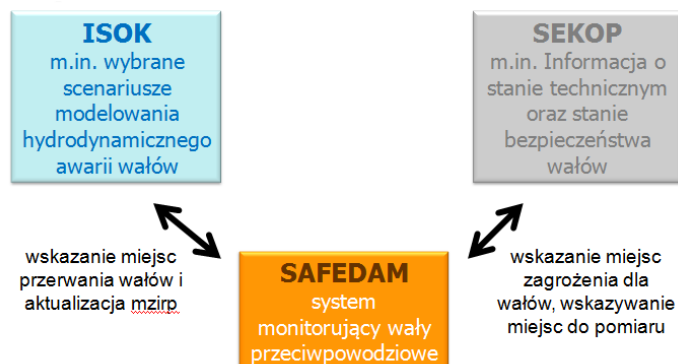 ISOK
m.in. wybrane
scenariusze
modelowania
hydrodynamicznego
awarii wałów
SEKOP
m.in. Informacja o
stanie technicznym
oraz stanie
bezpieczeństwa
wałów
wskazanie miejsc
przerwania wałów i
aktualizacja mzirp
SAFEDAM
system
monitorujący wały
przeciwpowodziowe
wskazanie miejsc
zagrożenia dla
wałów, wskazywanie
miejsc do pomiaru